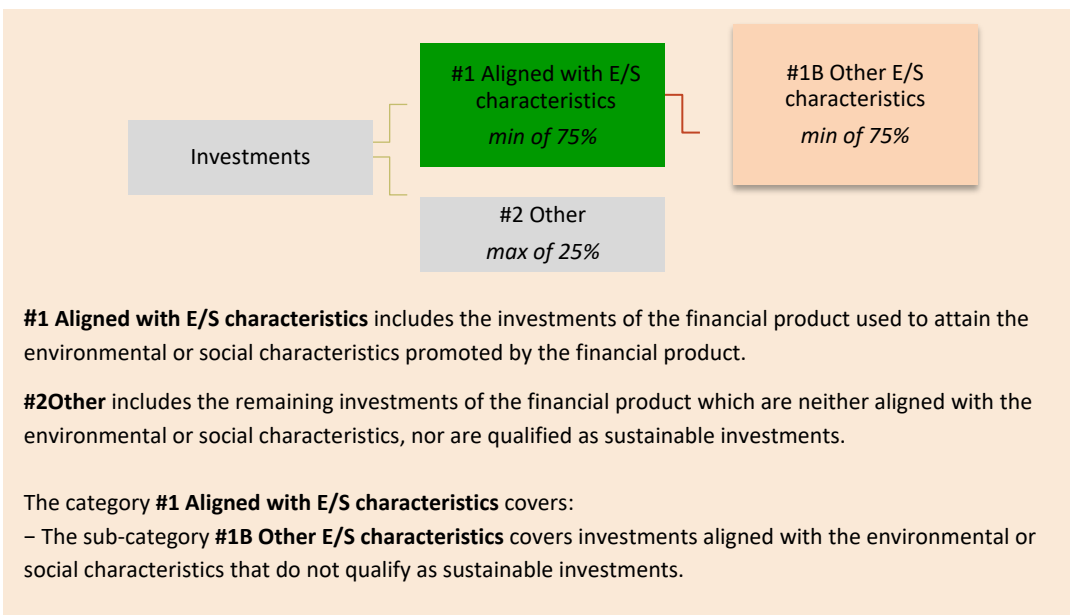 #1 Aligned with E/S
characteristics
min of 75%
#1B Other E/S
characteristics
min of 75%
Investments
#2 Other
max of 25%
#1 Aligned with E/S characteristics includes the investments of the financial product used to attain the
environmental or social characteristics promoted by the financial product.
#2Other includes the remaining investments of the financial product which are neither aligned with the
environmental or social characteristics, nor are qualified as sustainable investments.
The category #1 Aligned with E/S characteristics covers:
− The sub-category #1B Other E/S characteristics covers investments aligned with the environmental or
social characteristics that do not qualify as sustainable investments.